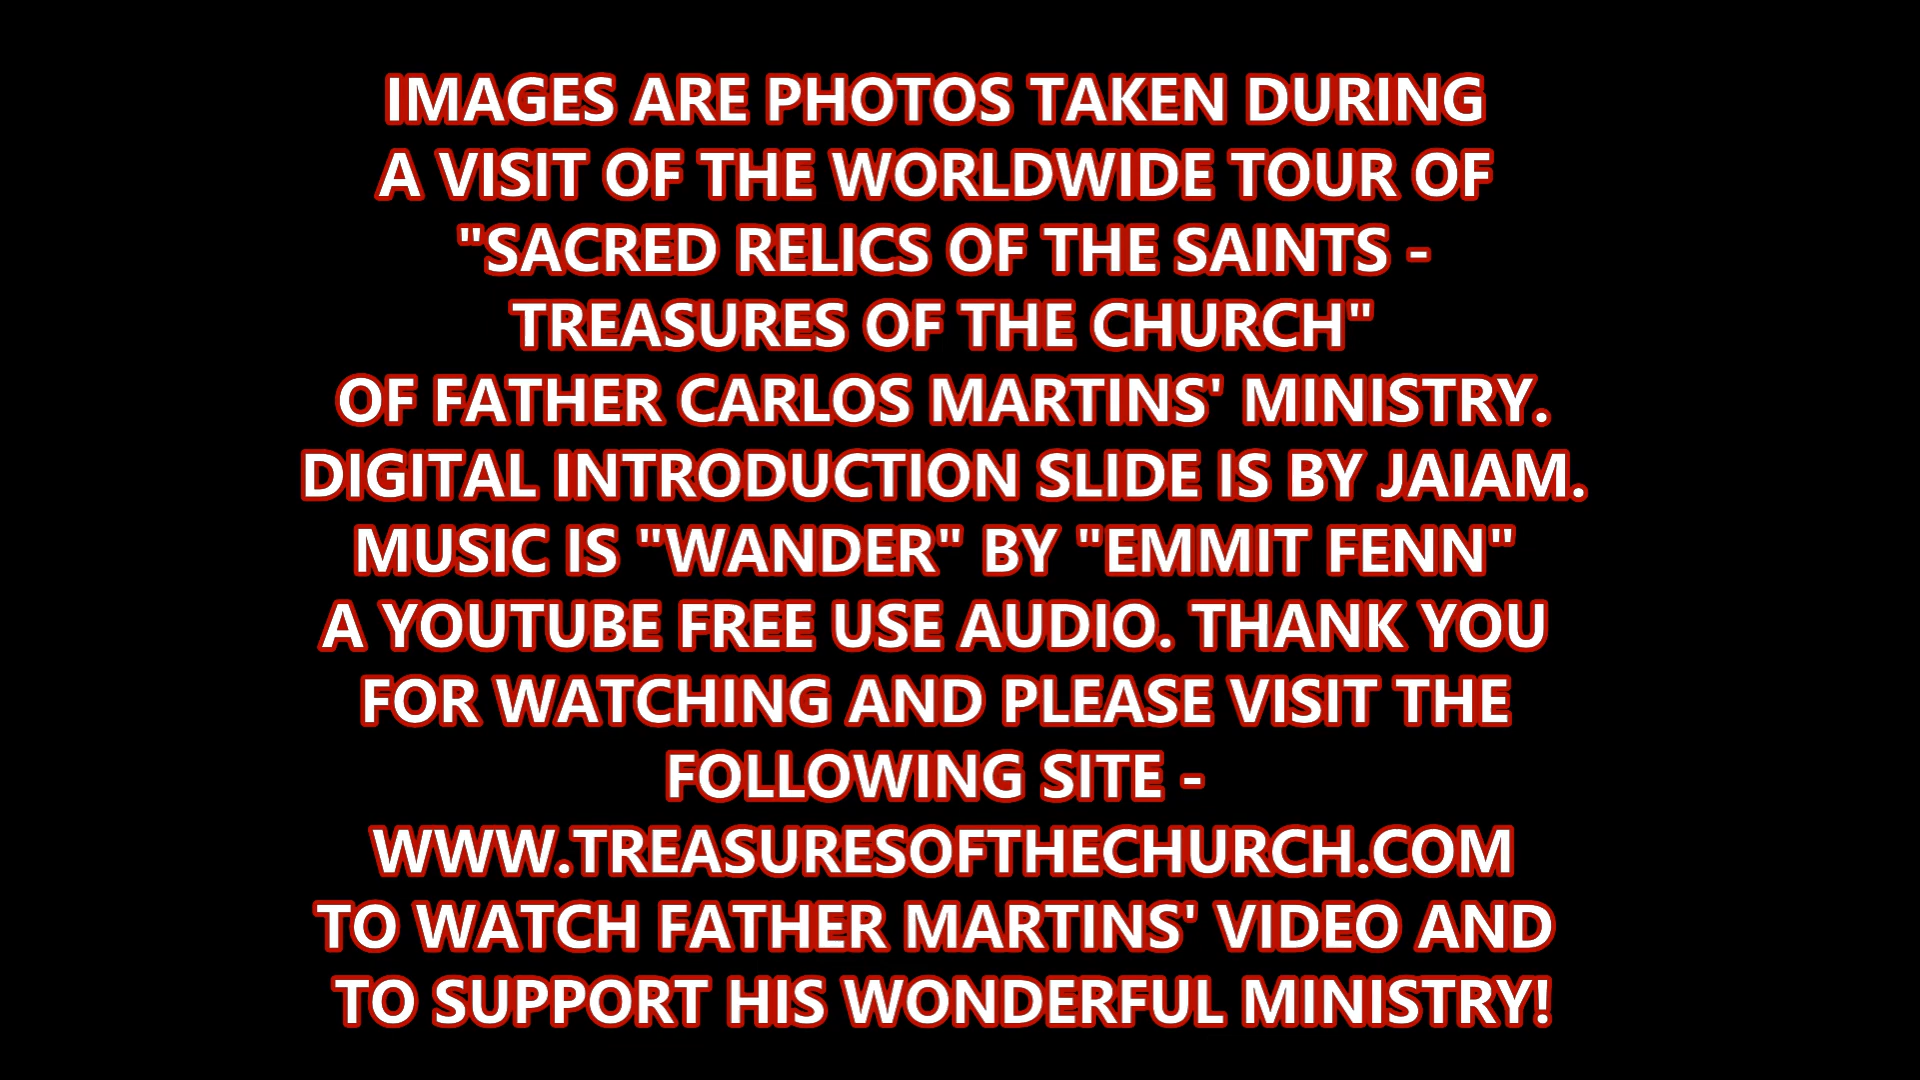 IMAGES ARE PHOTOS TAKEN DURING
A VISIT OF THE WORLDWIDE TOUR OF
"SACRED RELICS OF THE SAINTS -
TREASURES OF THE CHURCH"
OF FATHER CARLOS MARTINS' MINISTRY.
DIGITAL INTRODUCTION SLIDE IS BY JAIAM.
MUSIC IS "WANDER" BY "EMMIT FENN"
A YOUTUBE FREE USE AUDIO. THANK YOU
FOR WATCHING AND PLEASE VISIT THE
FOLLOWING SITE -
WWW.TREASURESOFTHECHURCH.COM
TO WATCH FATHER MARTINS' VIDEO AND
TO SUPPORT HIS WONDERFUL MINISTRY!